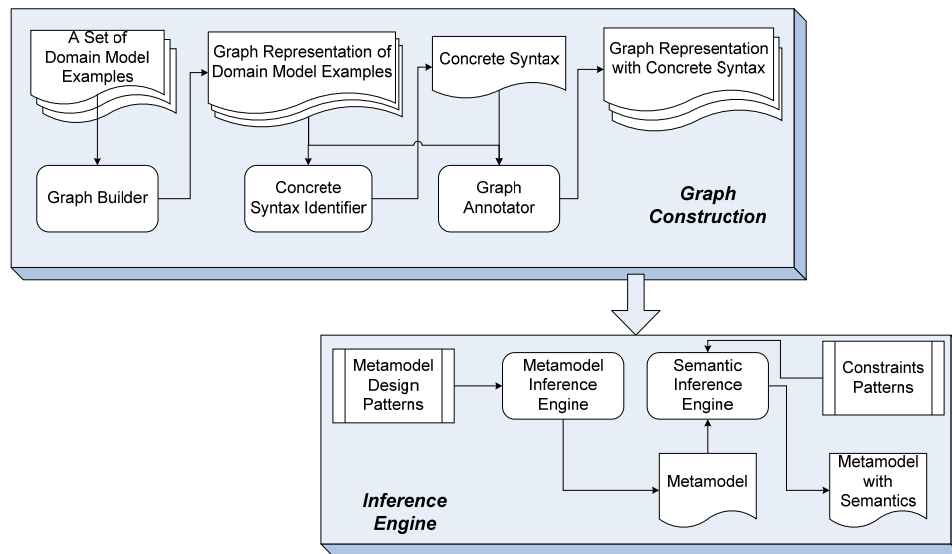 A Set of
Domain Model
Examples
Graph Representation of
Domain Model Examples
Concrete Syntax
Graph Representation
with Concrete Syntax
Graph Builder
Concrete
Syntax Identifier
Graph
Annotator
Graph
Construction
Metamodel
Design
Patterns
Metamodel
Inference
Engine
Semantic
Inference
Engine
Constraints
Patterns
Metamodel
Metamodel
with
Semantics
Inference
Engine